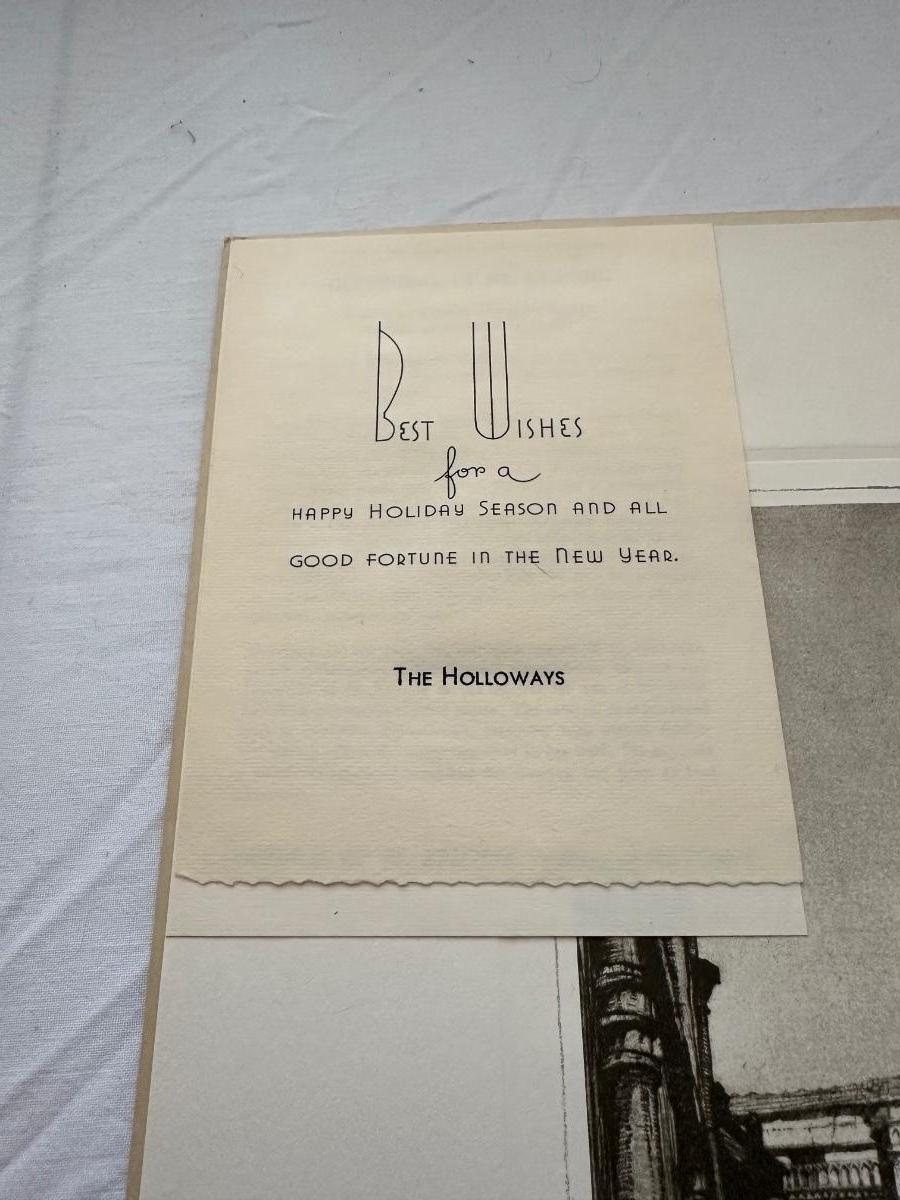 Best Wishes
for a
Happy Holiday Season and all
good fortune in the New Year.
The Holloways